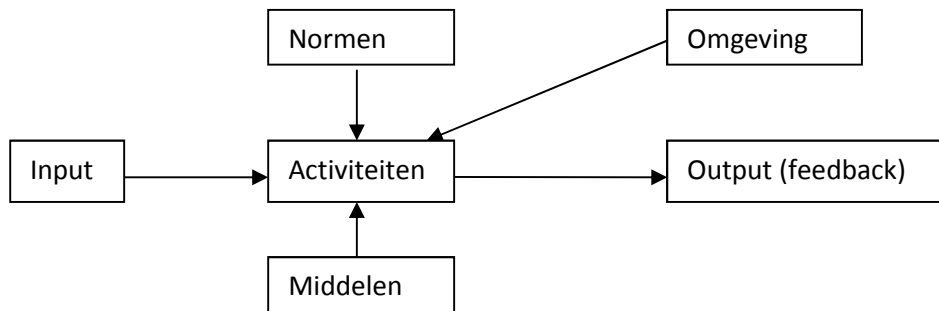 Normen
Omgeving
Input
Activiteiten
Output (feedback)
Middelen